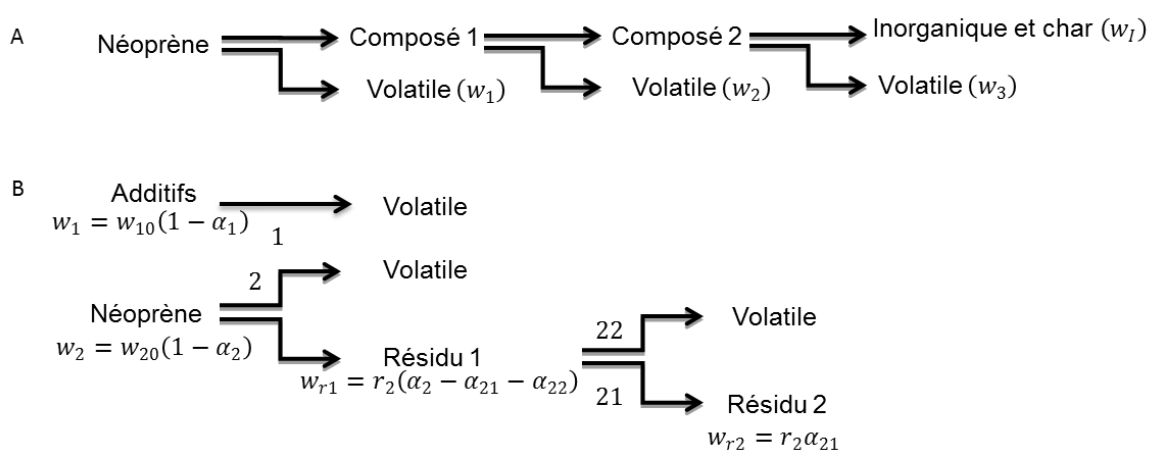 A
Néoprène
Composé 1
Composé 2
Inorganique et char (w_I)
Volatile (w_1)
Volatile (w_2)
Volatile (w_3)
B
Additifs
w_1 = w_10(1 - α_1)
1
Volatile
2
Volatile
Néoprène
w_2 = w_20(1 - α_2)
Résidu 1
w_r1 = r_2(α_2 - α_21 - α_22)
22
Volatile
21
Résidu 2
w_r2 = r_2α_21